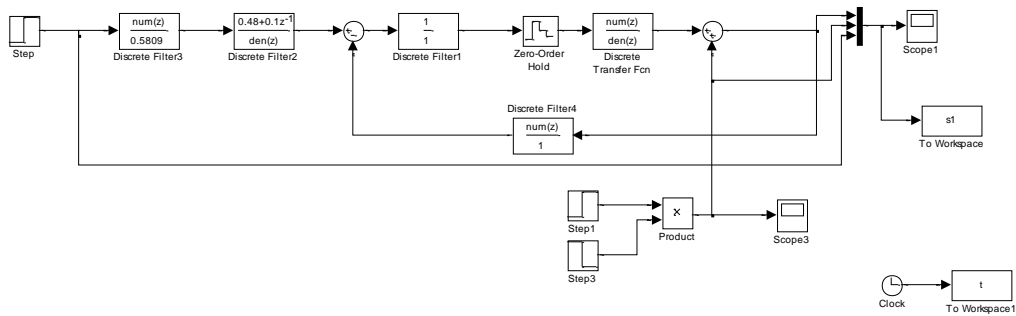 Step
num(z)
0.5809
Discrete Filter3
0.48+0.1z⁻¹
den(z)
Discrete Filter2
1
1
Discrete Filter1
Zero-Order
Hold
num(z)
den(z)
Discrete
Transfer Fcn
Scope1
s1
To Workspace
Discrete Filter4
num(z)
1
Step1
Step3
x
Product
Scope3
Clock
t
To Workspace1